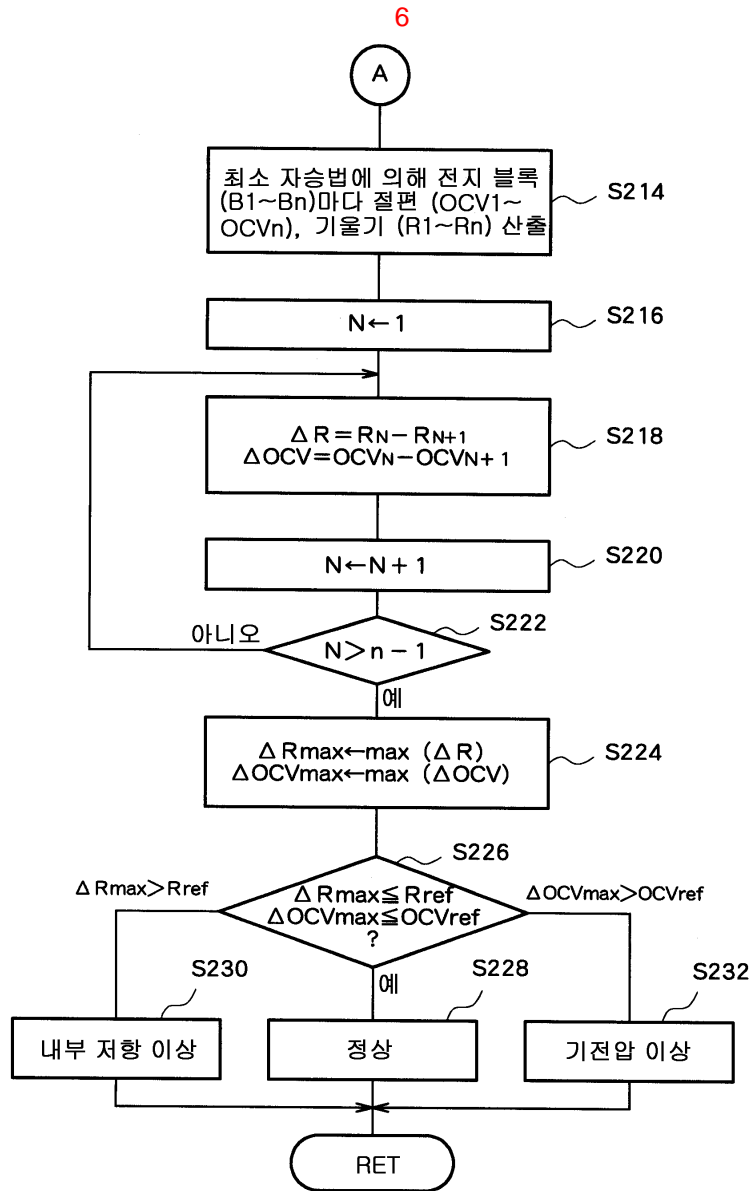 6
A
최소 자승법에 의해 전지 블록
(B1~Bn)마다 절편 (OCV1~
OCVn), 기울기 (R1~Rn) 산출
S214
N←1
S216
ΔR=RN-RN+1
ΔOCV=OCVN-OCVN+1
S218
N←N+1
S220
S222
아니오
N>n-1
예
ΔRmax←max (ΔR)
ΔOCVmax←max (ΔOCV)
S224
S226
ΔRmax>Rref
ΔRmax≦Rref
ΔOCVmax≦OCVref
?
ΔOCVmax>OCVref
예
S230
S228
S232
내부 저항 이상
정상
기전압 이상
RET